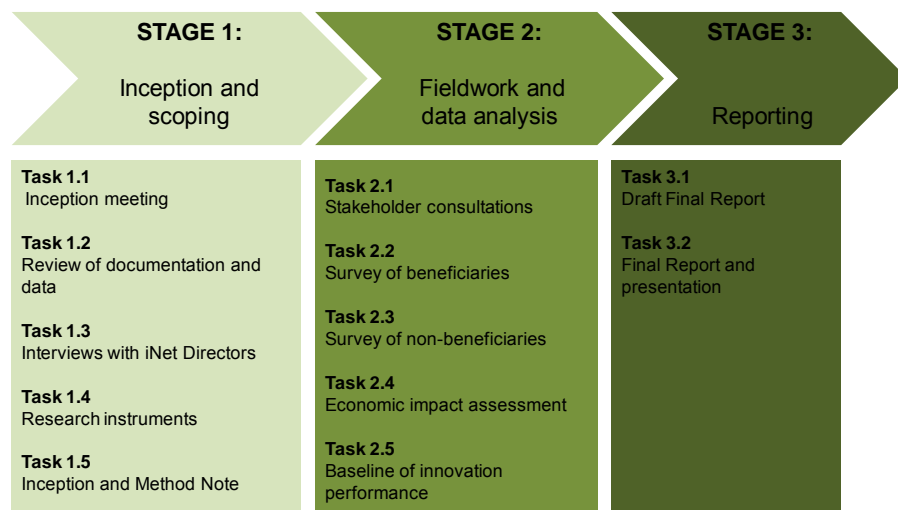 STAGE 1:
Inception and
scoping
STAGE 2:
Fieldwork and
data analysis
STAGE 3:
Reporting
Task 1.1
Inception meeting
Task 1.2
Review of documentation and
data
Task 1.3
Interviews with iNet Directors
Task 1.4
Research instruments
Task 1.5
Inception and Method Note
Task 2.1
Stakeholder consultations
Task 2.2
Survey of beneficiaries
Task 2.3
Survey of non-beneficiaries
Task 2.4
Economic impact assessment
Task 2.5
Baseline of innovation
performance
Task 3.1
Draft Final Report
Task 3.2
Final Report and
presentation